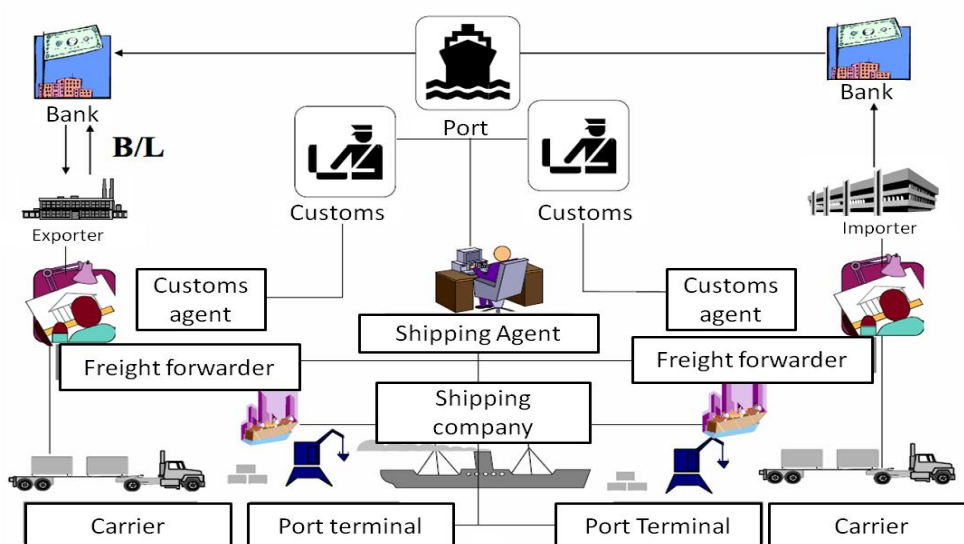 Bank
Bank
Port
B/L
Customs
Customs
Exporter
Importer
Customs
agent
Customs
agent
Shipping Agent
Freight forwarder
Freight forwarder
Shipping
company
Carrier
Port terminal
Port Terminal
Carrier